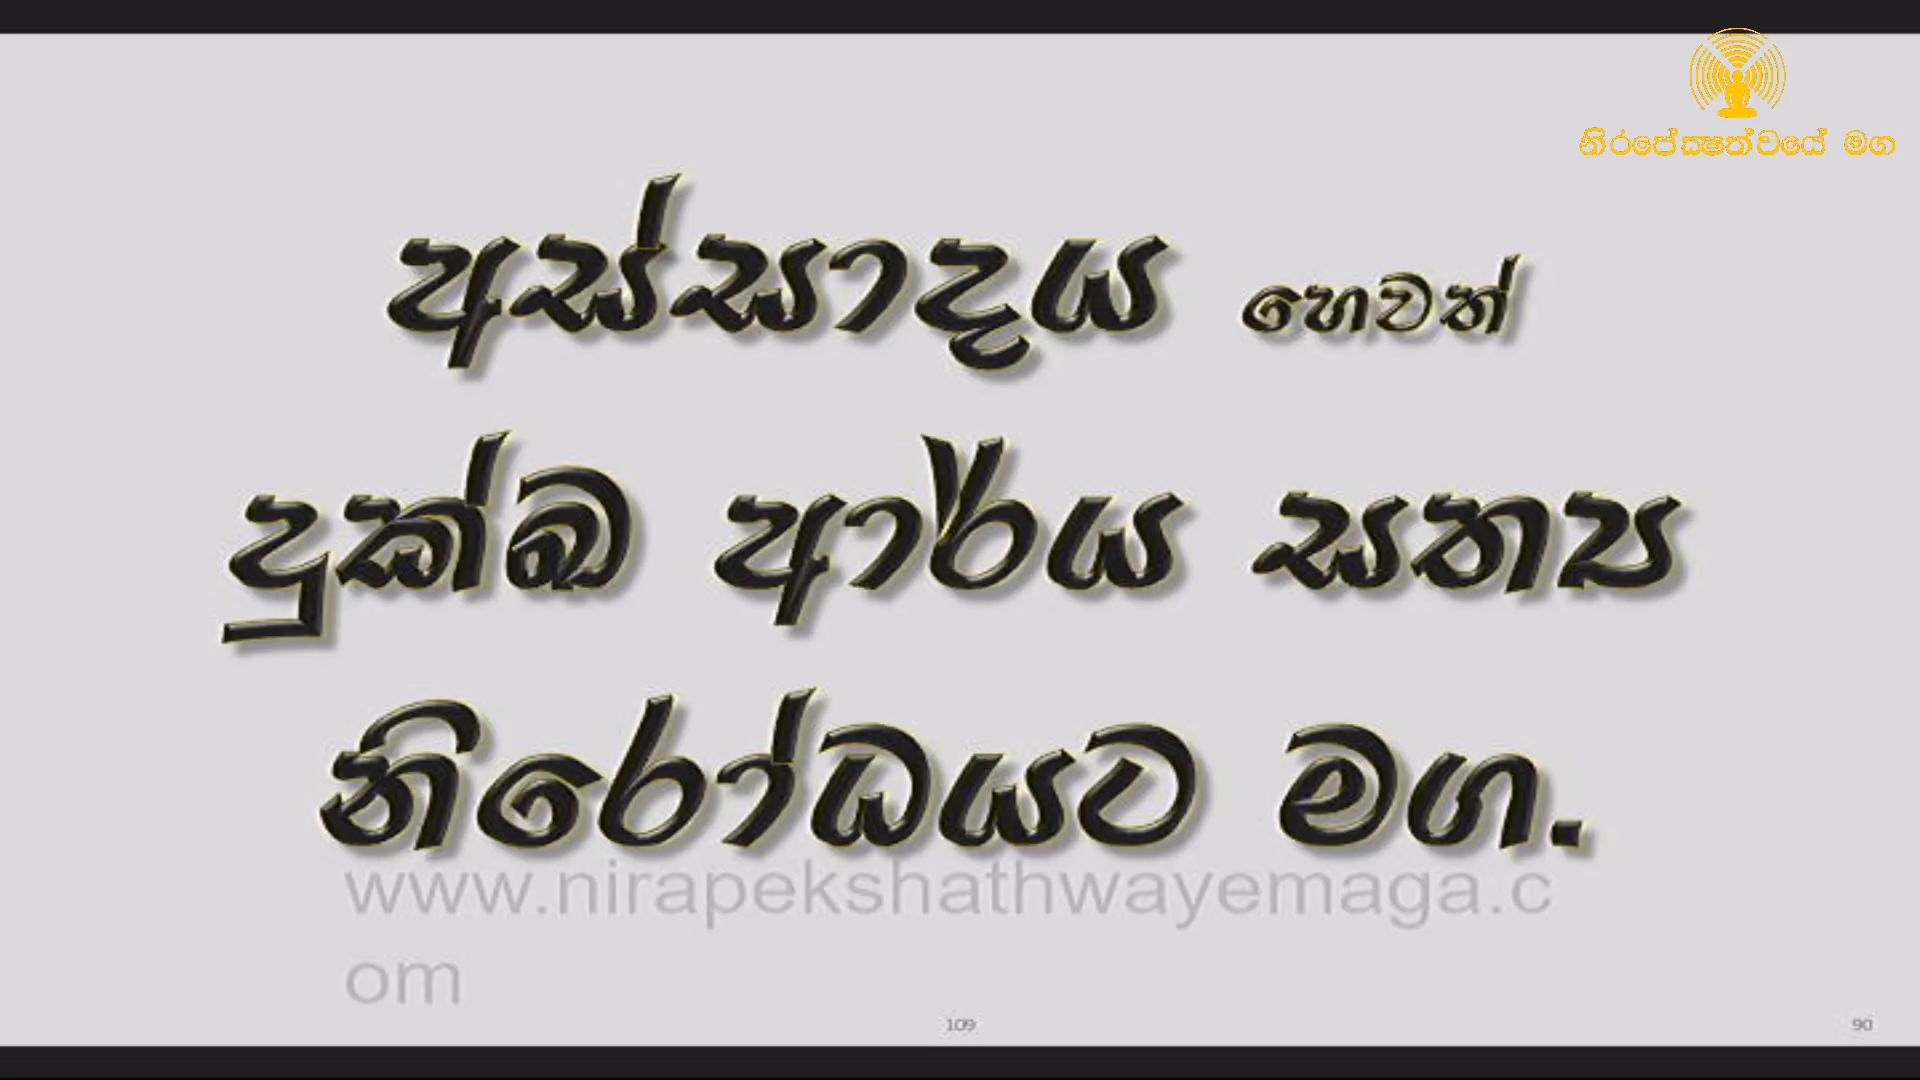 නිරපේක්‍ෂත්වයේ මග
අස්සාදය හෙවත්
දුක්ඛ ආර්ය සත්‍ය
නිරෝධයට මග.
www.nirapekshathwayemaga.c
om
109
90